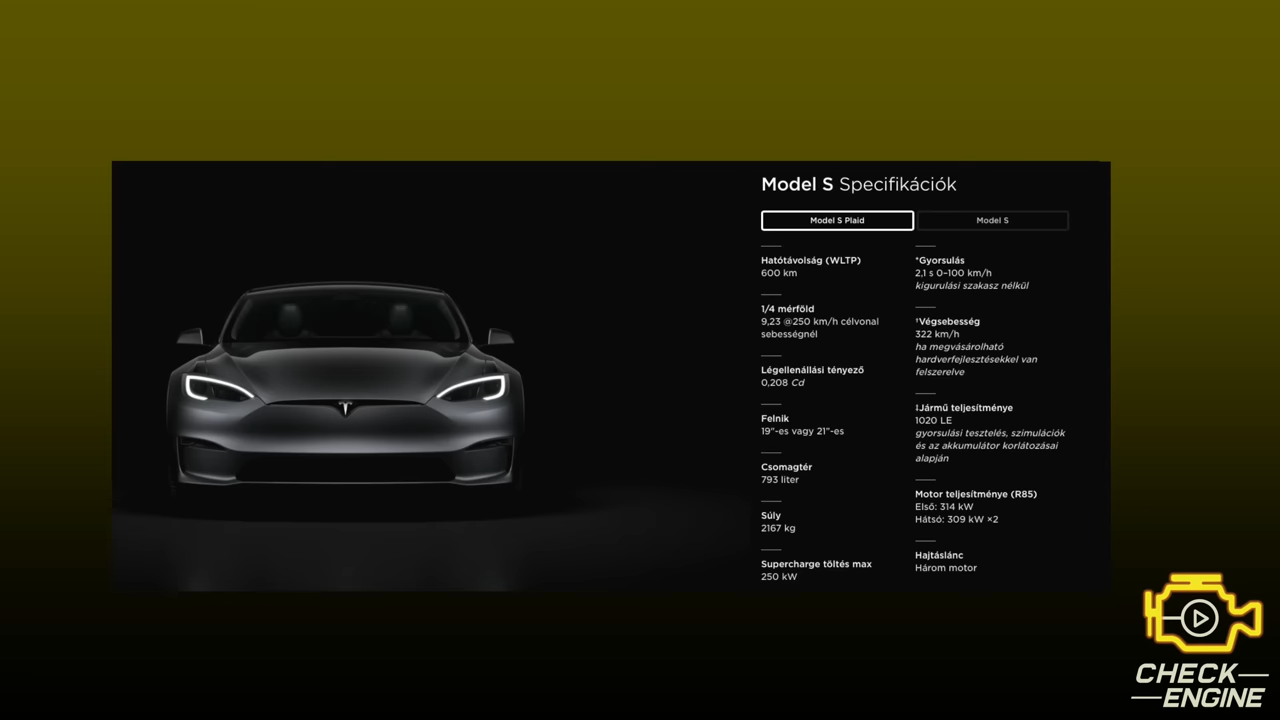 Model S Specifikációk
Model S Plaid
Model S
Hatótávolság (WLTP)
600 km
1/4 mérföld
9,23 @250 km/h célvonal
sebességnél
Légellenállási tényező
0,208 Cd
Felnik
19"-es vagy 21"-es
Csomagtér
793 liter
Súly
2167 kg
Supercharge töltés max
250 kW
*Gyorsulás
2,1 s 0–100 km/h
kigurulási szakasz nélkül
†Végsebesség
322 km/h
ha megvásárolható
hardverfejlesztésekkel van
felszerelve
‡Jármű teljesítménye
1020 LE
gyorsulási tesztelés, szimulációk
és az akkumulátor korlátozásai
alapján
Motor teljesítménye (R85)
Első: 314 kW
Hátsó: 309 kW ×2
Hajtáslánc
Három motor
CHECK
ENGINE